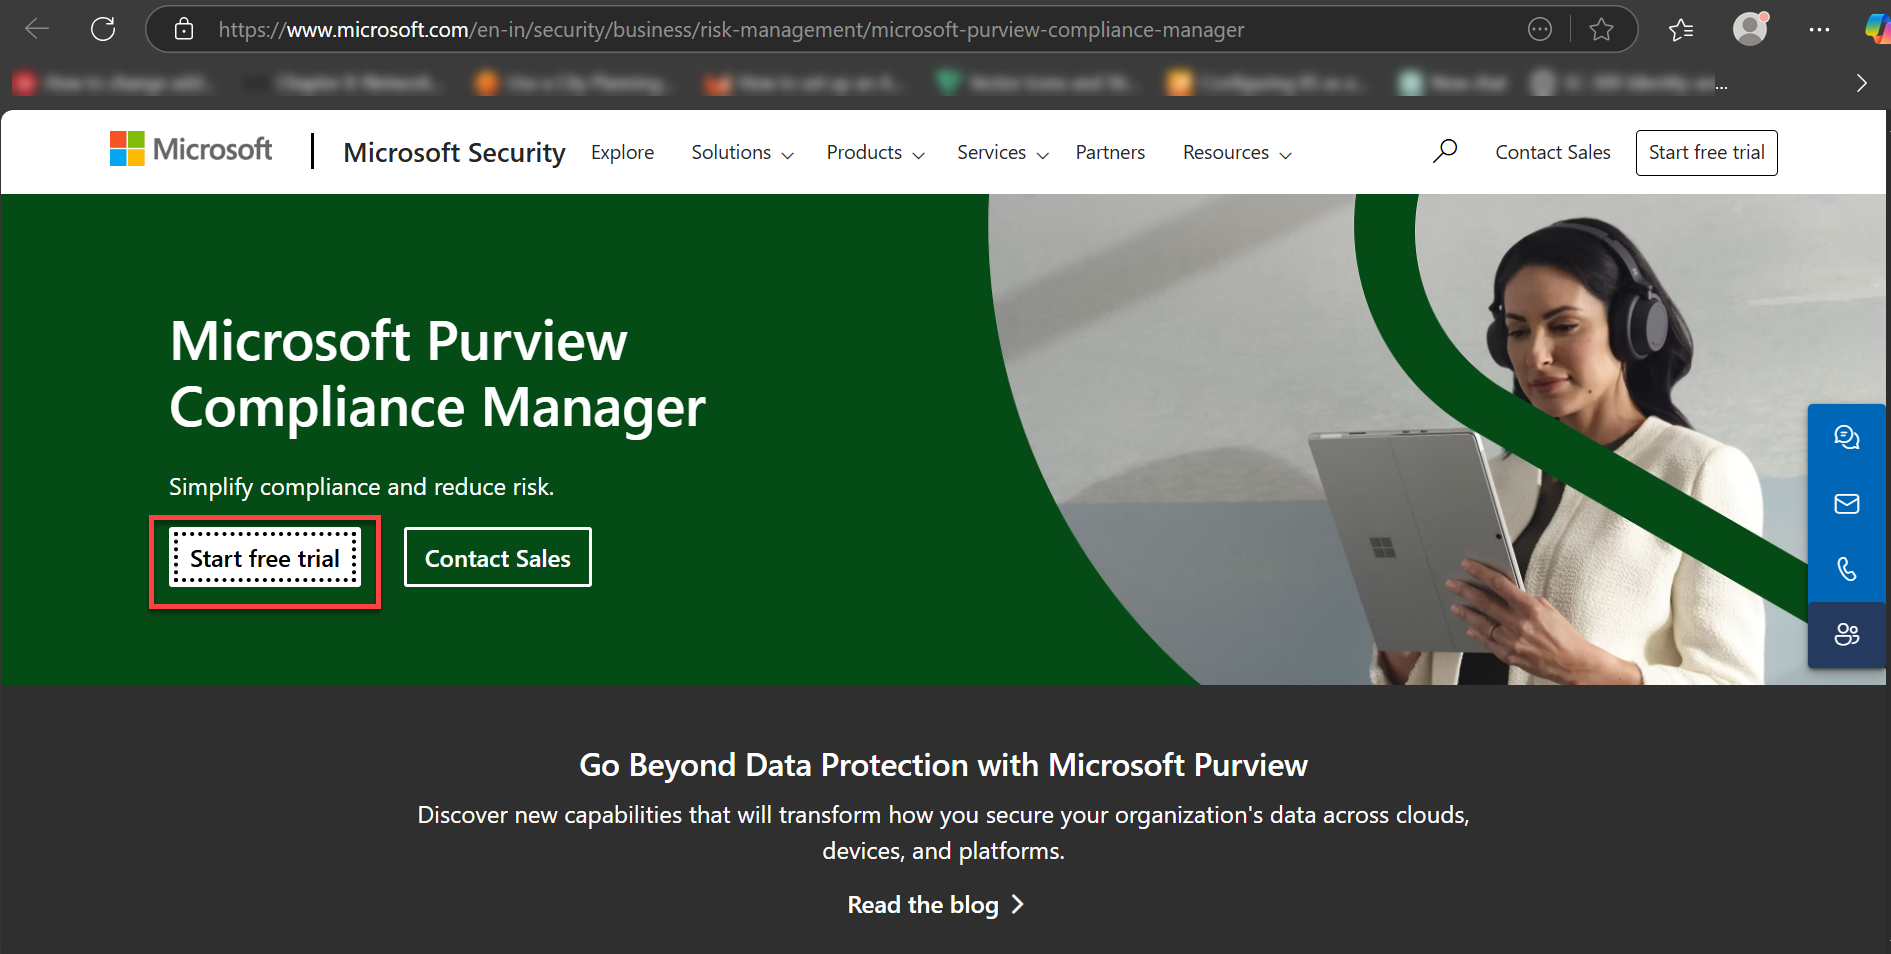 https://www.microsoft.com/en-in/security/business/risk-management/microsoft-purview-compliance-manager
Microsoft
Microsoft Security
Explore
Solutions
Products
Services
Partners
Resources
Contact Sales
Start free trial
Microsoft Purview
Compliance Manager
Simplify compliance and reduce risk.
Start free trial
Contact Sales
Go Beyond Data Protection with Microsoft Purview
Discover new capabilities that will transform how you secure your organization's data across clouds,
devices, and platforms.
Read the blog